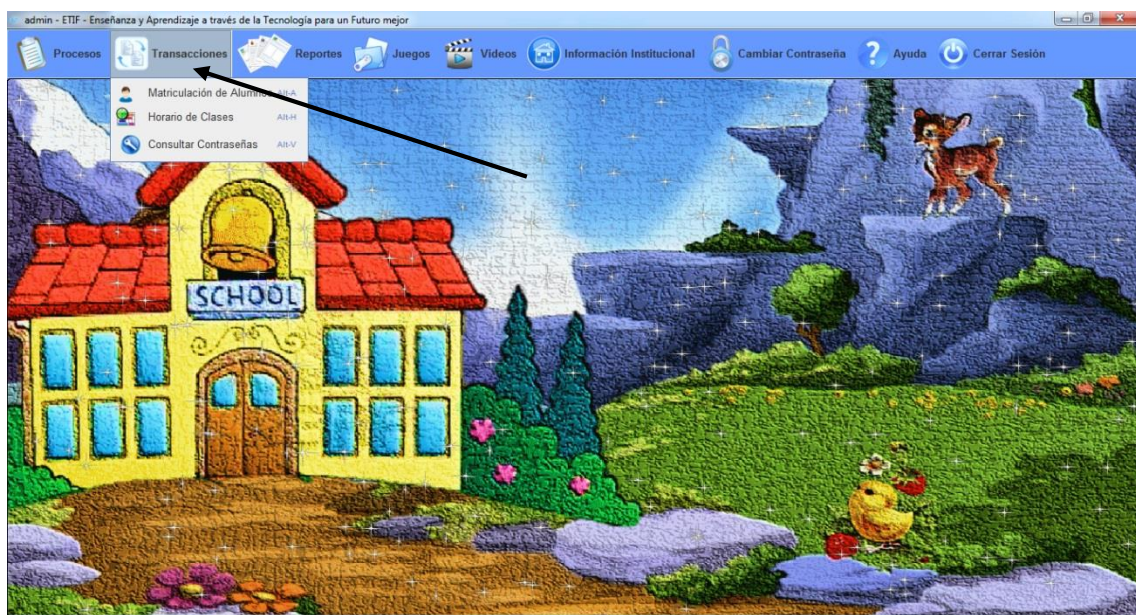 admin - ETIF - Enseñanza y Aprendizaje a través de la Tecnología para un Futuro mejor
Procesos Transacciones Reportes Juegos Videos Información Institucional Cambiar Contraseña Ayuda Cerrar Sesión
Matriculación de Alumnos Alt-A
Horario de Clases Alt-H
Consultar Contraseñas Alt-V
SCHOOL